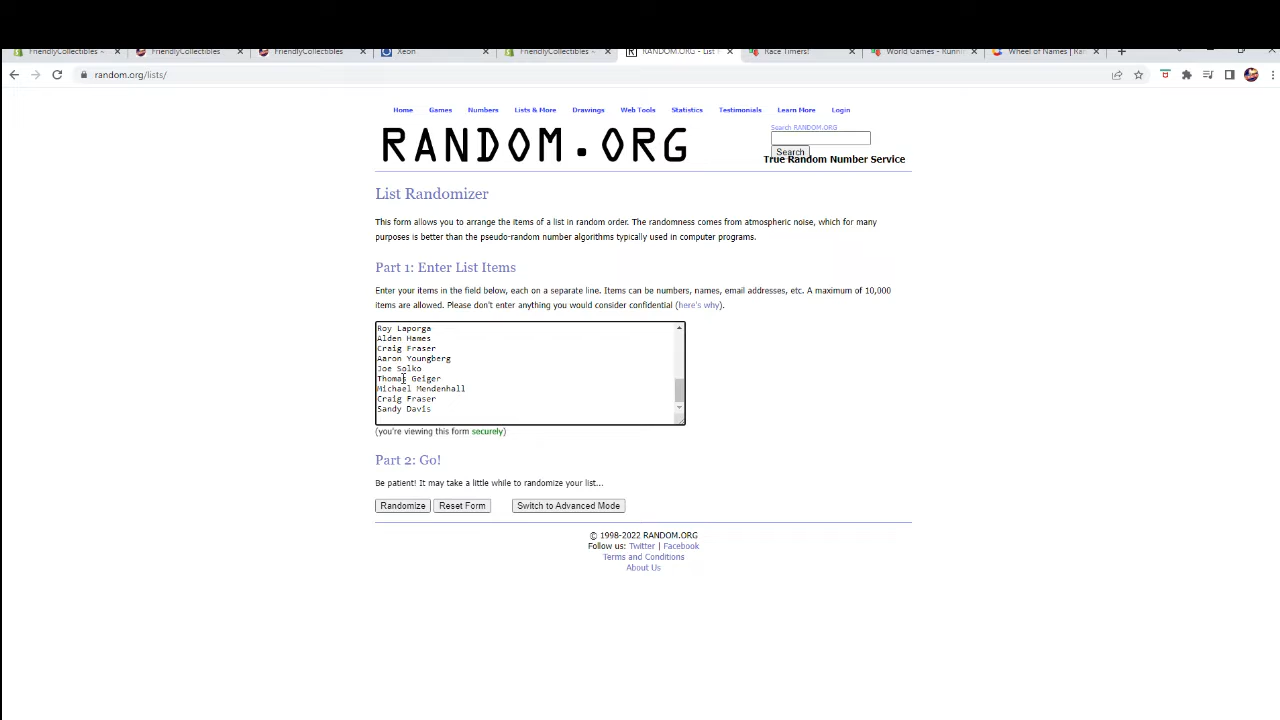 FriendlyCollectibles -
FriendlyCollectibles
FriendlyCollectibles
Xeon
FriendlyCollectibles -
RANDOM.ORG - List
Race Timers!
World Games - Runni
Wheel of Names | Ra
random.org/lists/
Home Games Numbers Lists & More Drawings Web Tools Statistics Testimonials Learn More Login
Search RANDOM.ORG
RANDOM.ORG
Search
True Random Number Service
List Randomizer
This form allows you to arrange the items of a list in random order. The randomness comes from atmospheric noise, which for many
purposes is better than the pseudo-random number algorithms typically used in computer programs.
Part 1: Enter List Items
Enter your items in the field below, each on a separate line. Items can be numbers, names, email addresses, etc. A maximum of 10,000
items are allowed. Please don't enter anything you would consider confidential (here's why).
Roy Laporga
Alden Hames
Craig Fraser
Aaron Youngberg
Joe Solko
Thomas Geiger
Michael Mendenhall
Craig Fraser
Sandy Davis
(you're viewing this form securely)
Part 2: Go!
Be patient! It may take a little while to randomize your list...
Randomize Reset Form Switch to Advanced Mode
© 1998-2022 RANDOM.ORG
Follow us: Twitter | Facebook
Terms and Conditions
About Us